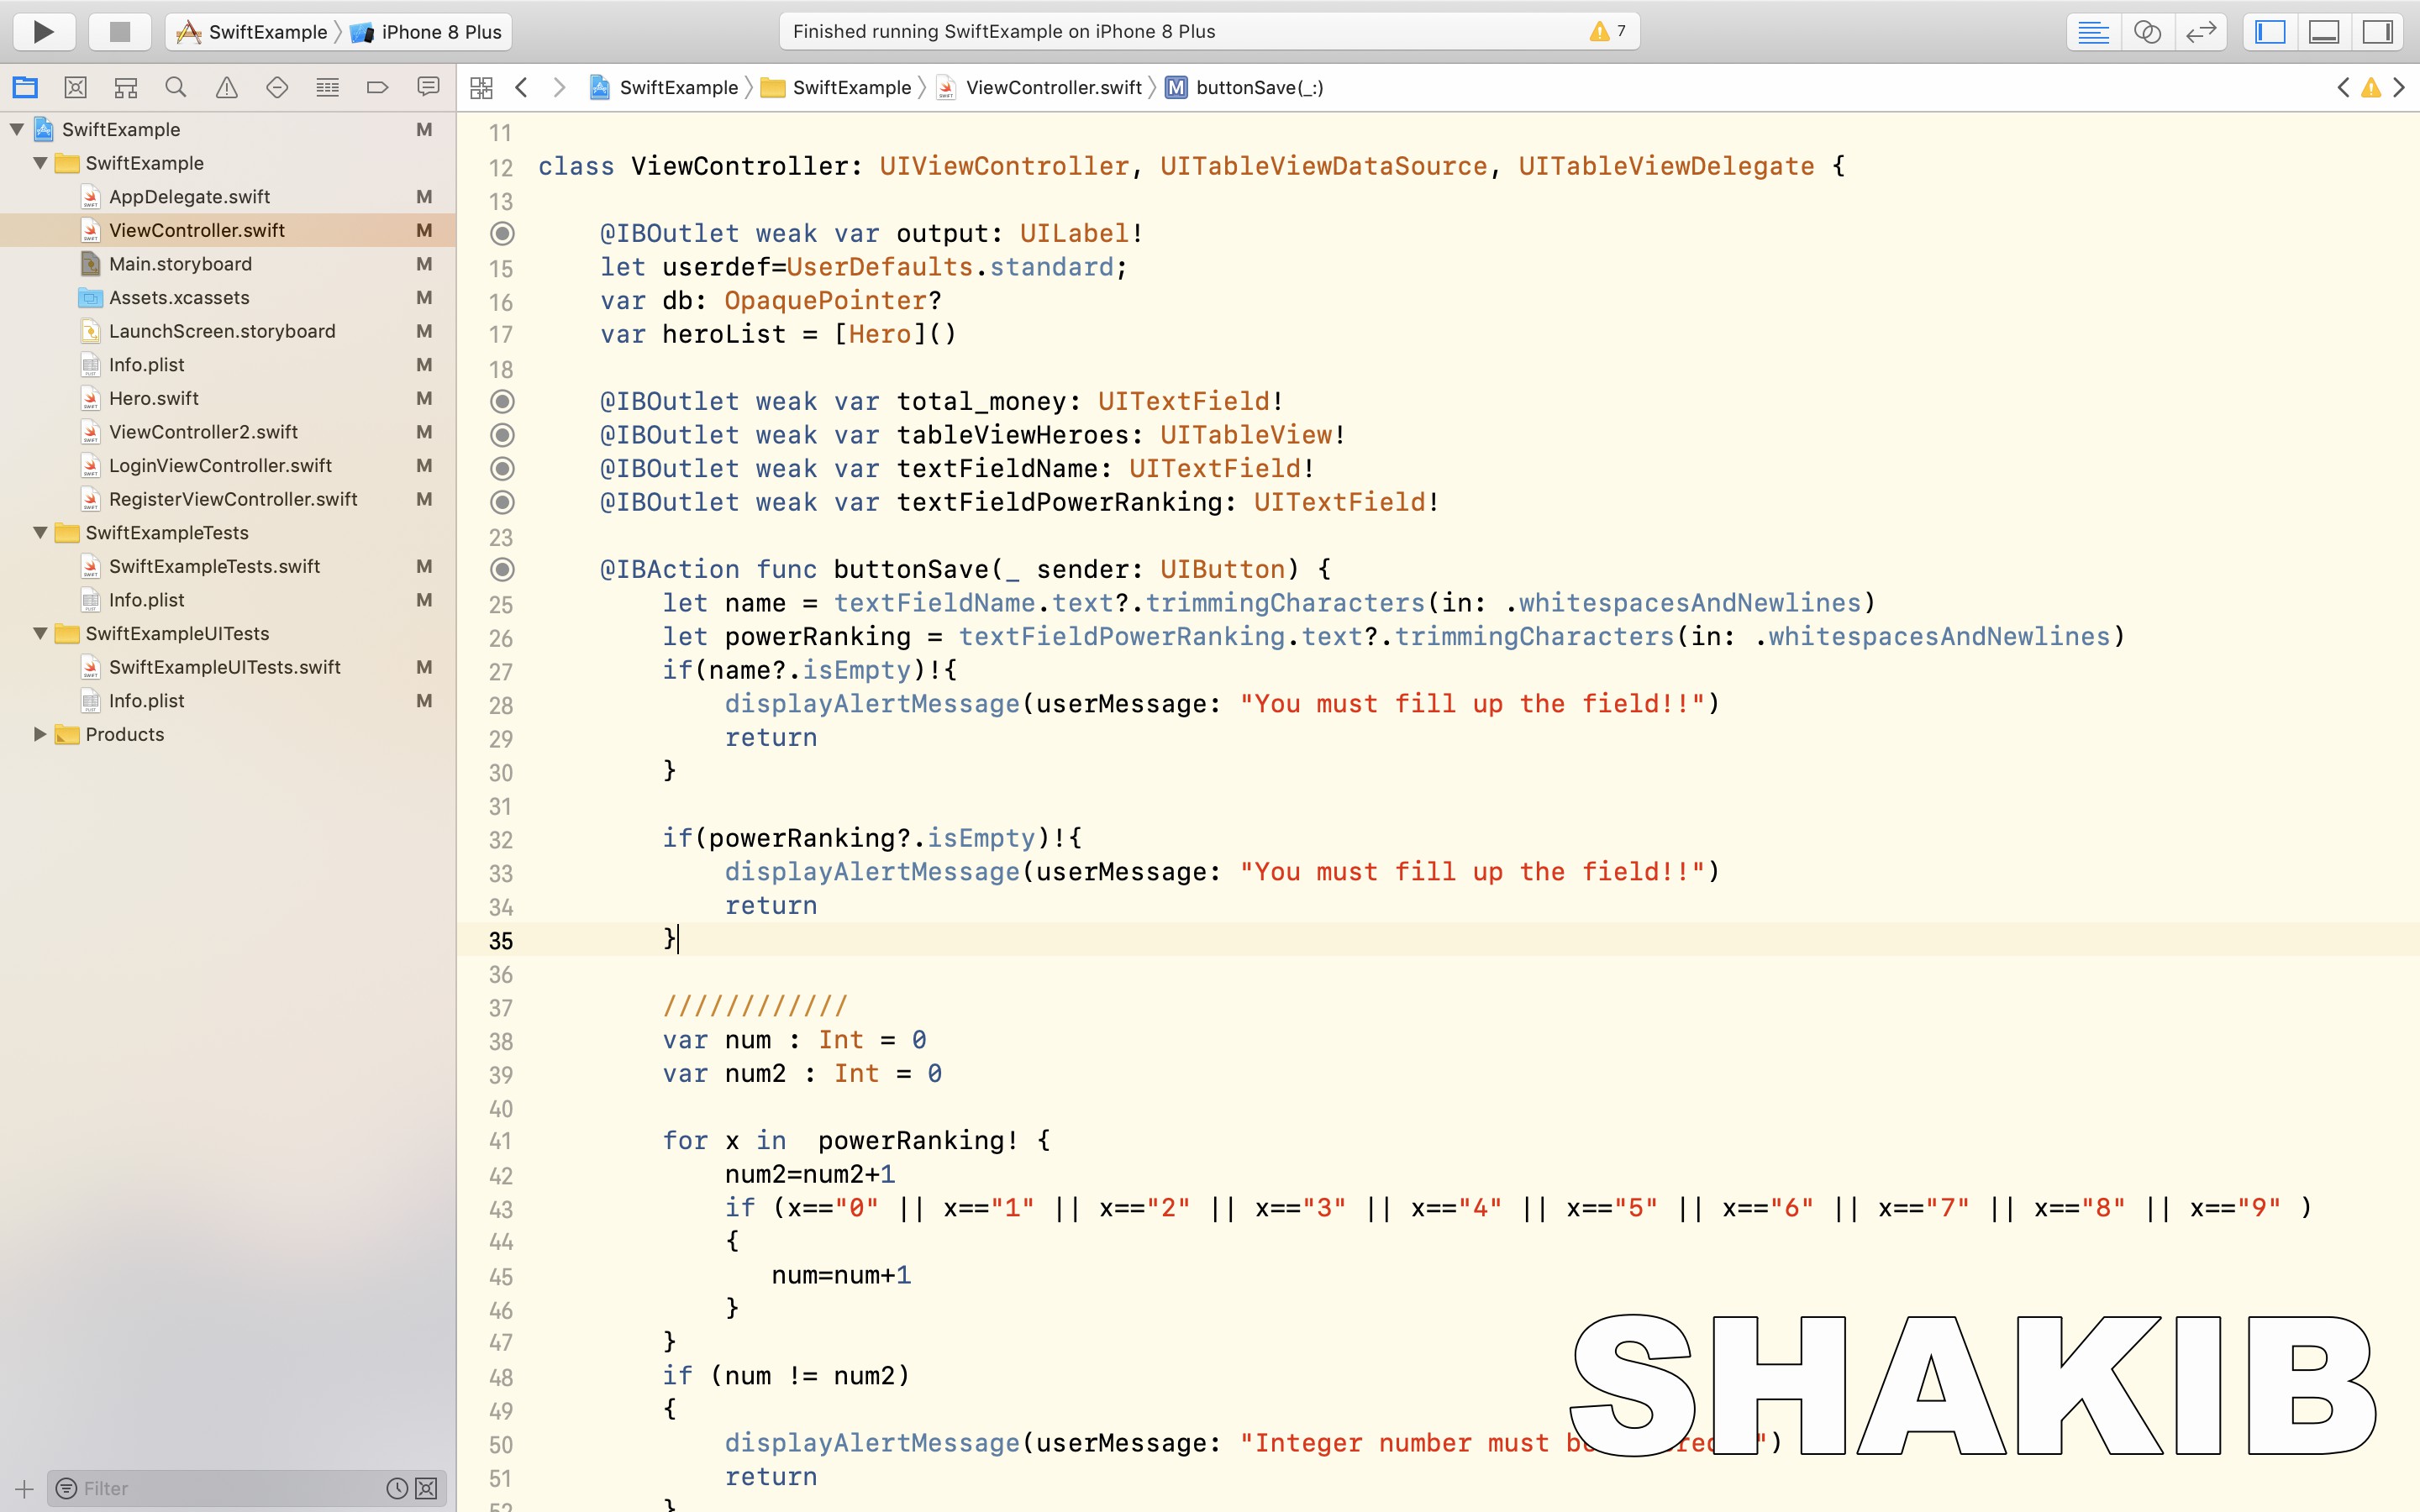 SwiftExample 〉 iPhone 8 Plus
Finished running SwiftExample on iPhone 8 Plus
7
SwiftExample 〉 SwiftExample 〉 ViewController.swift 〉 M buttonSave(_:)
SwiftExample M
SwiftExample
AppDelegate.swift M
ViewController.swift M
Main.storyboard M
Assets.xcassets M
LaunchScreen.storyboard M
Info.plist M
Hero.swift M
ViewController2.swift M
LoginViewController.swift M
RegisterViewController.swift M
SwiftExampleTests
SwiftExampleTests.swift M
Info.plist M
SwiftExampleUITests
SwiftExampleUITests.swift M
Info.plist M
Products
Filter
11
12 class ViewController: UIViewController, UITableViewDataSource, UITableViewDelegate {
13
@IBOutlet weak var output: UILabel!
15 let userdef=UserDefaults.standard;
16 var db: OpaquePointer?
17 var heroList = [Hero]()
18
@IBOutlet weak var total_money: UITextField!
@IBOutlet weak var tableViewHeroes: UITableView!
@IBOutlet weak var textFieldName: UITextField!
@IBOutlet weak var textFieldPowerRanking: UITextField!
23
@IBAction func buttonSave(_ sender: UIButton) {
25 let name = textFieldName.text?.trimmingCharacters(in: .whitespacesAndNewlines)
26 let powerRanking = textFieldPowerRanking.text?.trimmingCharacters(in: .whitespacesAndNewlines)
27 if(name?.isEmpty)!{
28 displayAlertMessage(userMessage: "You must fill up the field!!")
29 return
30 }
31
32 if(powerRanking?.isEmpty)!{
33 displayAlertMessage(userMessage: "You must fill up the field!!")
34 return
35 }
36
37 ////////////
38 var num : Int = 0
39 var num2 : Int = 0
40
41 for x in  powerRanking! {
42 num2=num2+1
43 if (x=="0" || x=="1" || x=="2" || x=="3" || x=="4" || x=="5" || x=="6" || x=="7" || x=="8" || x=="9" )
44 {
45 num=num+1
46 }
47 }
48 if (num != num2)
49 {
50 displayAlertMessage(userMessage: "Integer number must ")
51 return
52 }
SHAKIB